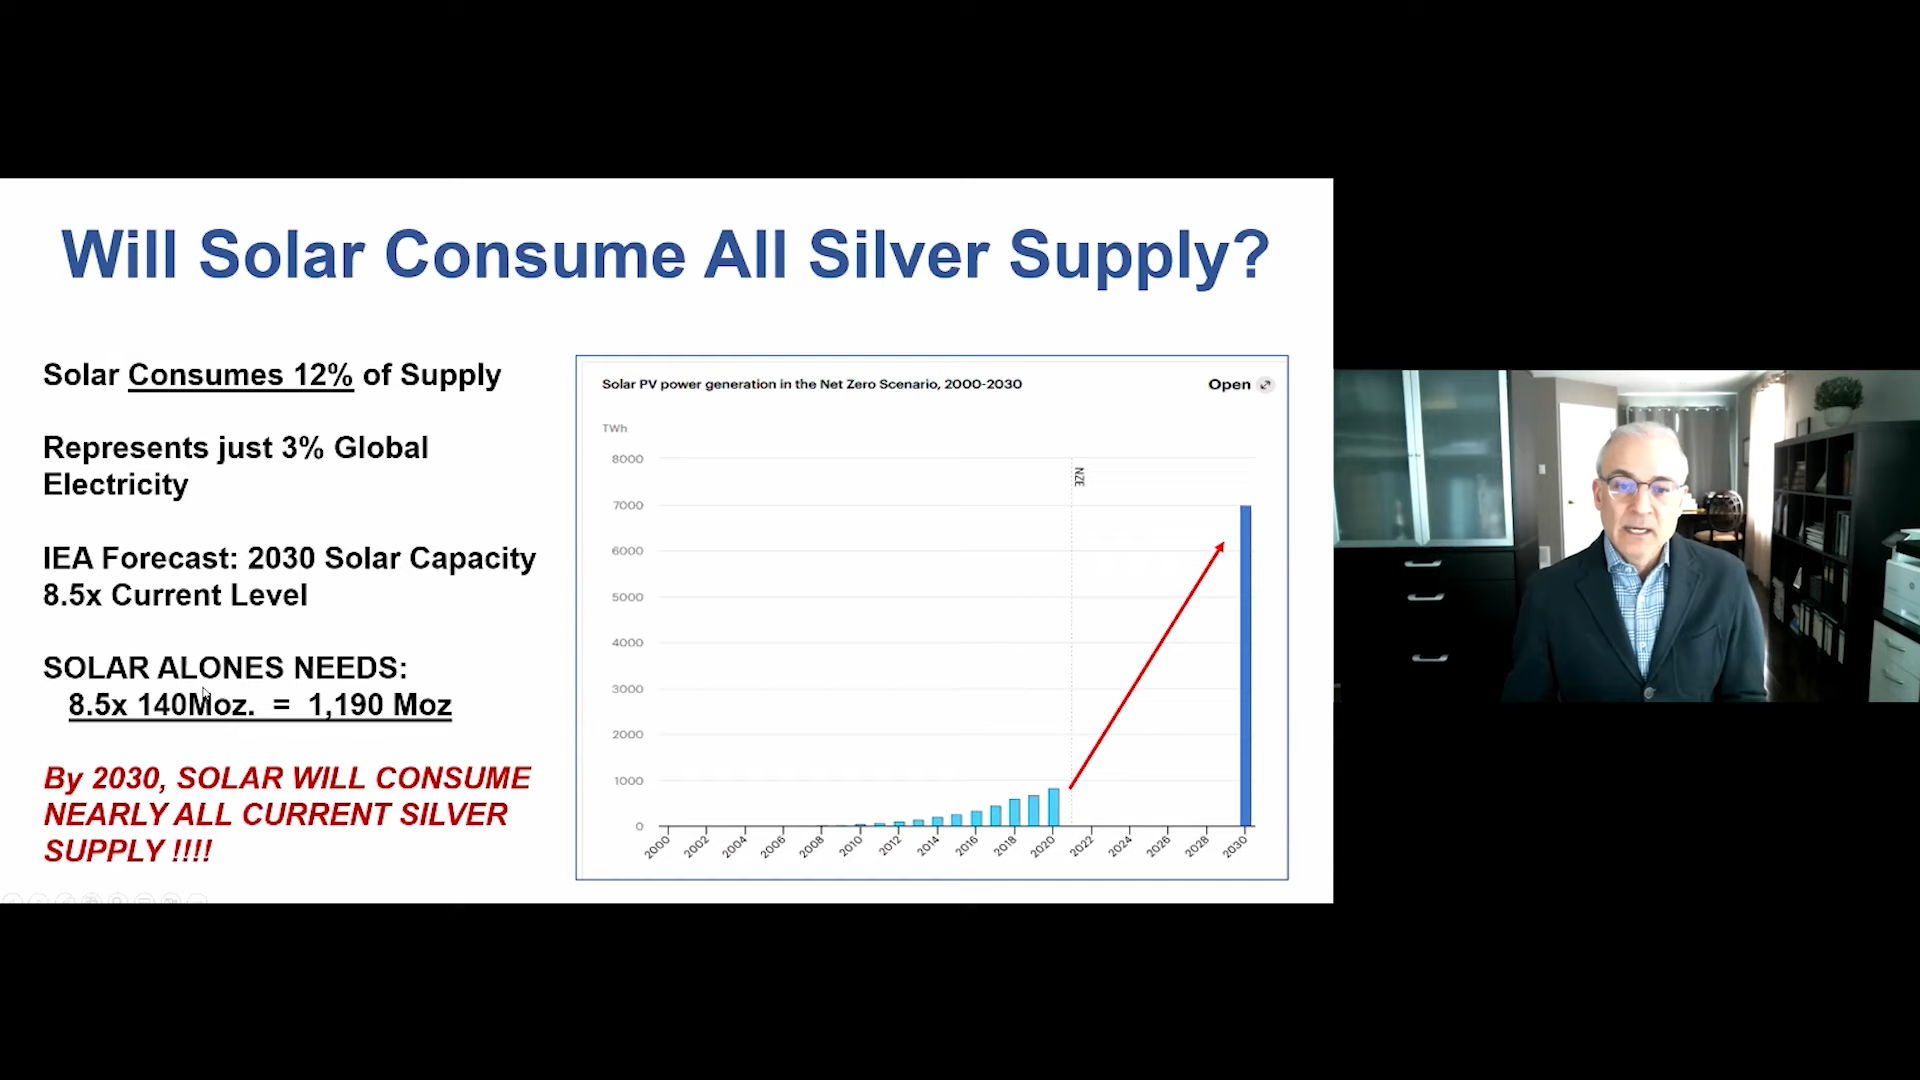 Will Solar Consume All Silver Supply?
Solar Consumes 12% of Supply
Represents just 3% Global
Electricity
IEA Forecast: 2030 Solar Capacity
8.5x Current Level
SOLAR ALONES NEEDS:
8.5x 140Moz. = 1,190 Moz
By 2030, SOLAR WILL CONSUME
NEARLY ALL CURRENT SILVER
SUPPLY !!!!
Solar PV power generation in the Net Zero Scenario, 2000-2030
Open
TWh
8000
7000
6000
5000
4000
3000
2000
1000
0
NZE
2000 2002 2004 2006 2008 2010 2012 2014 2016 2018 2020 2022 2024 2026 2028 2030